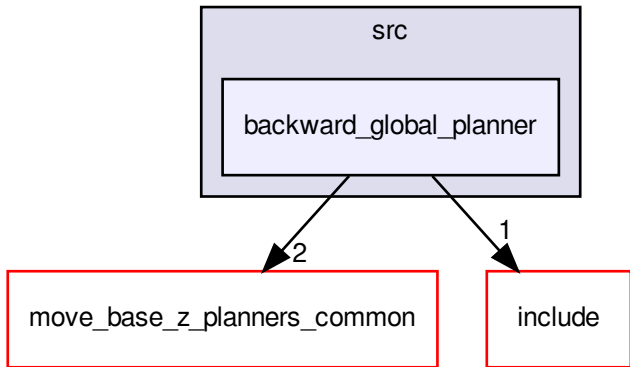 src
backward_global_planner
1
2
move_base_z_planners_common
include